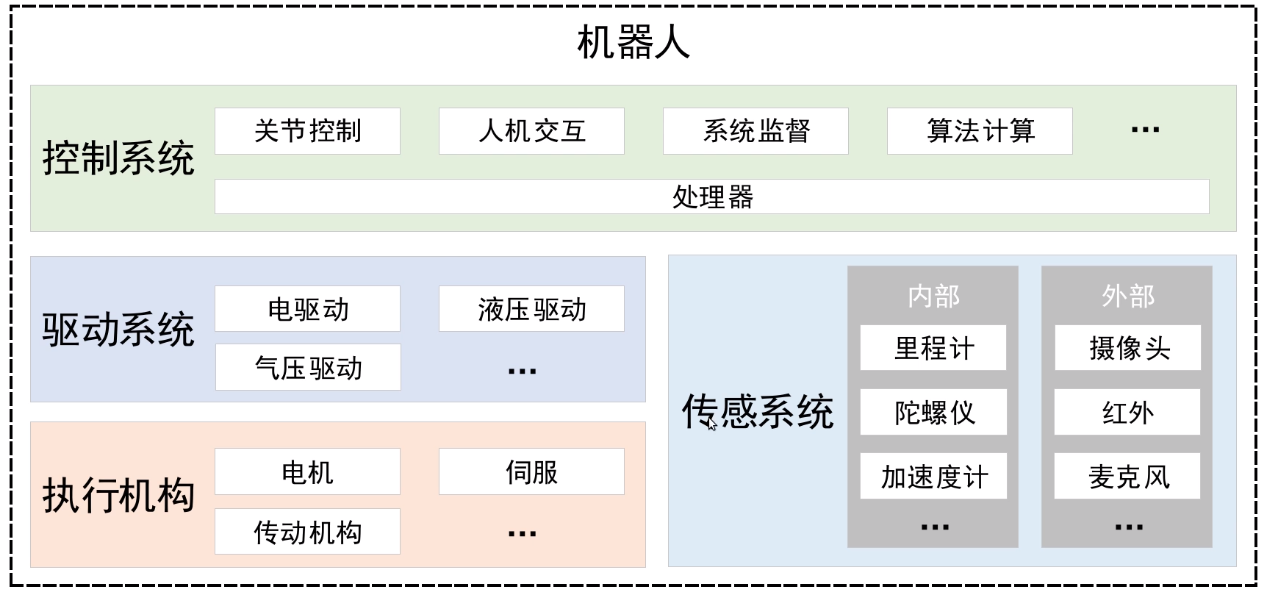 机器人
控制系统
关节控制 人机交互 系统监督 算法计算 ...
处理器
驱动系统
电驱动 液压驱动
气压驱动 ...
执行机构
电机 伺服
传动机构 ...
传感系统
内部 外部
里程计 摄像头
陀螺仪 红外
加速度计 麦克风
... ...